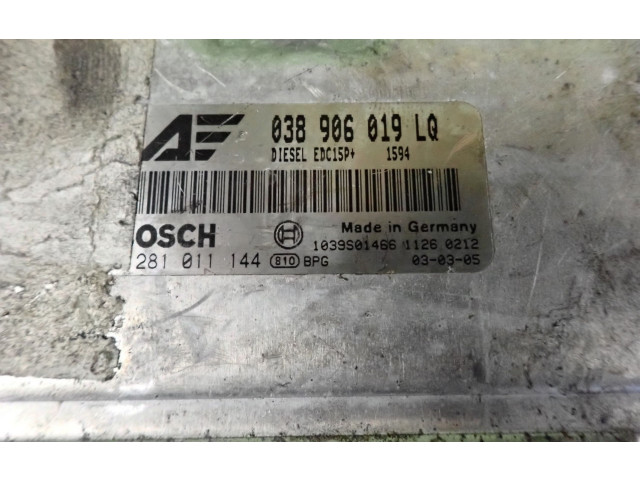 038 906 019 LQ
DIESEL EDC15P+ 1594
OSCH
Made in Germany
1039S01466 1126 0212
281 011 144 810 BPG 03-03-05